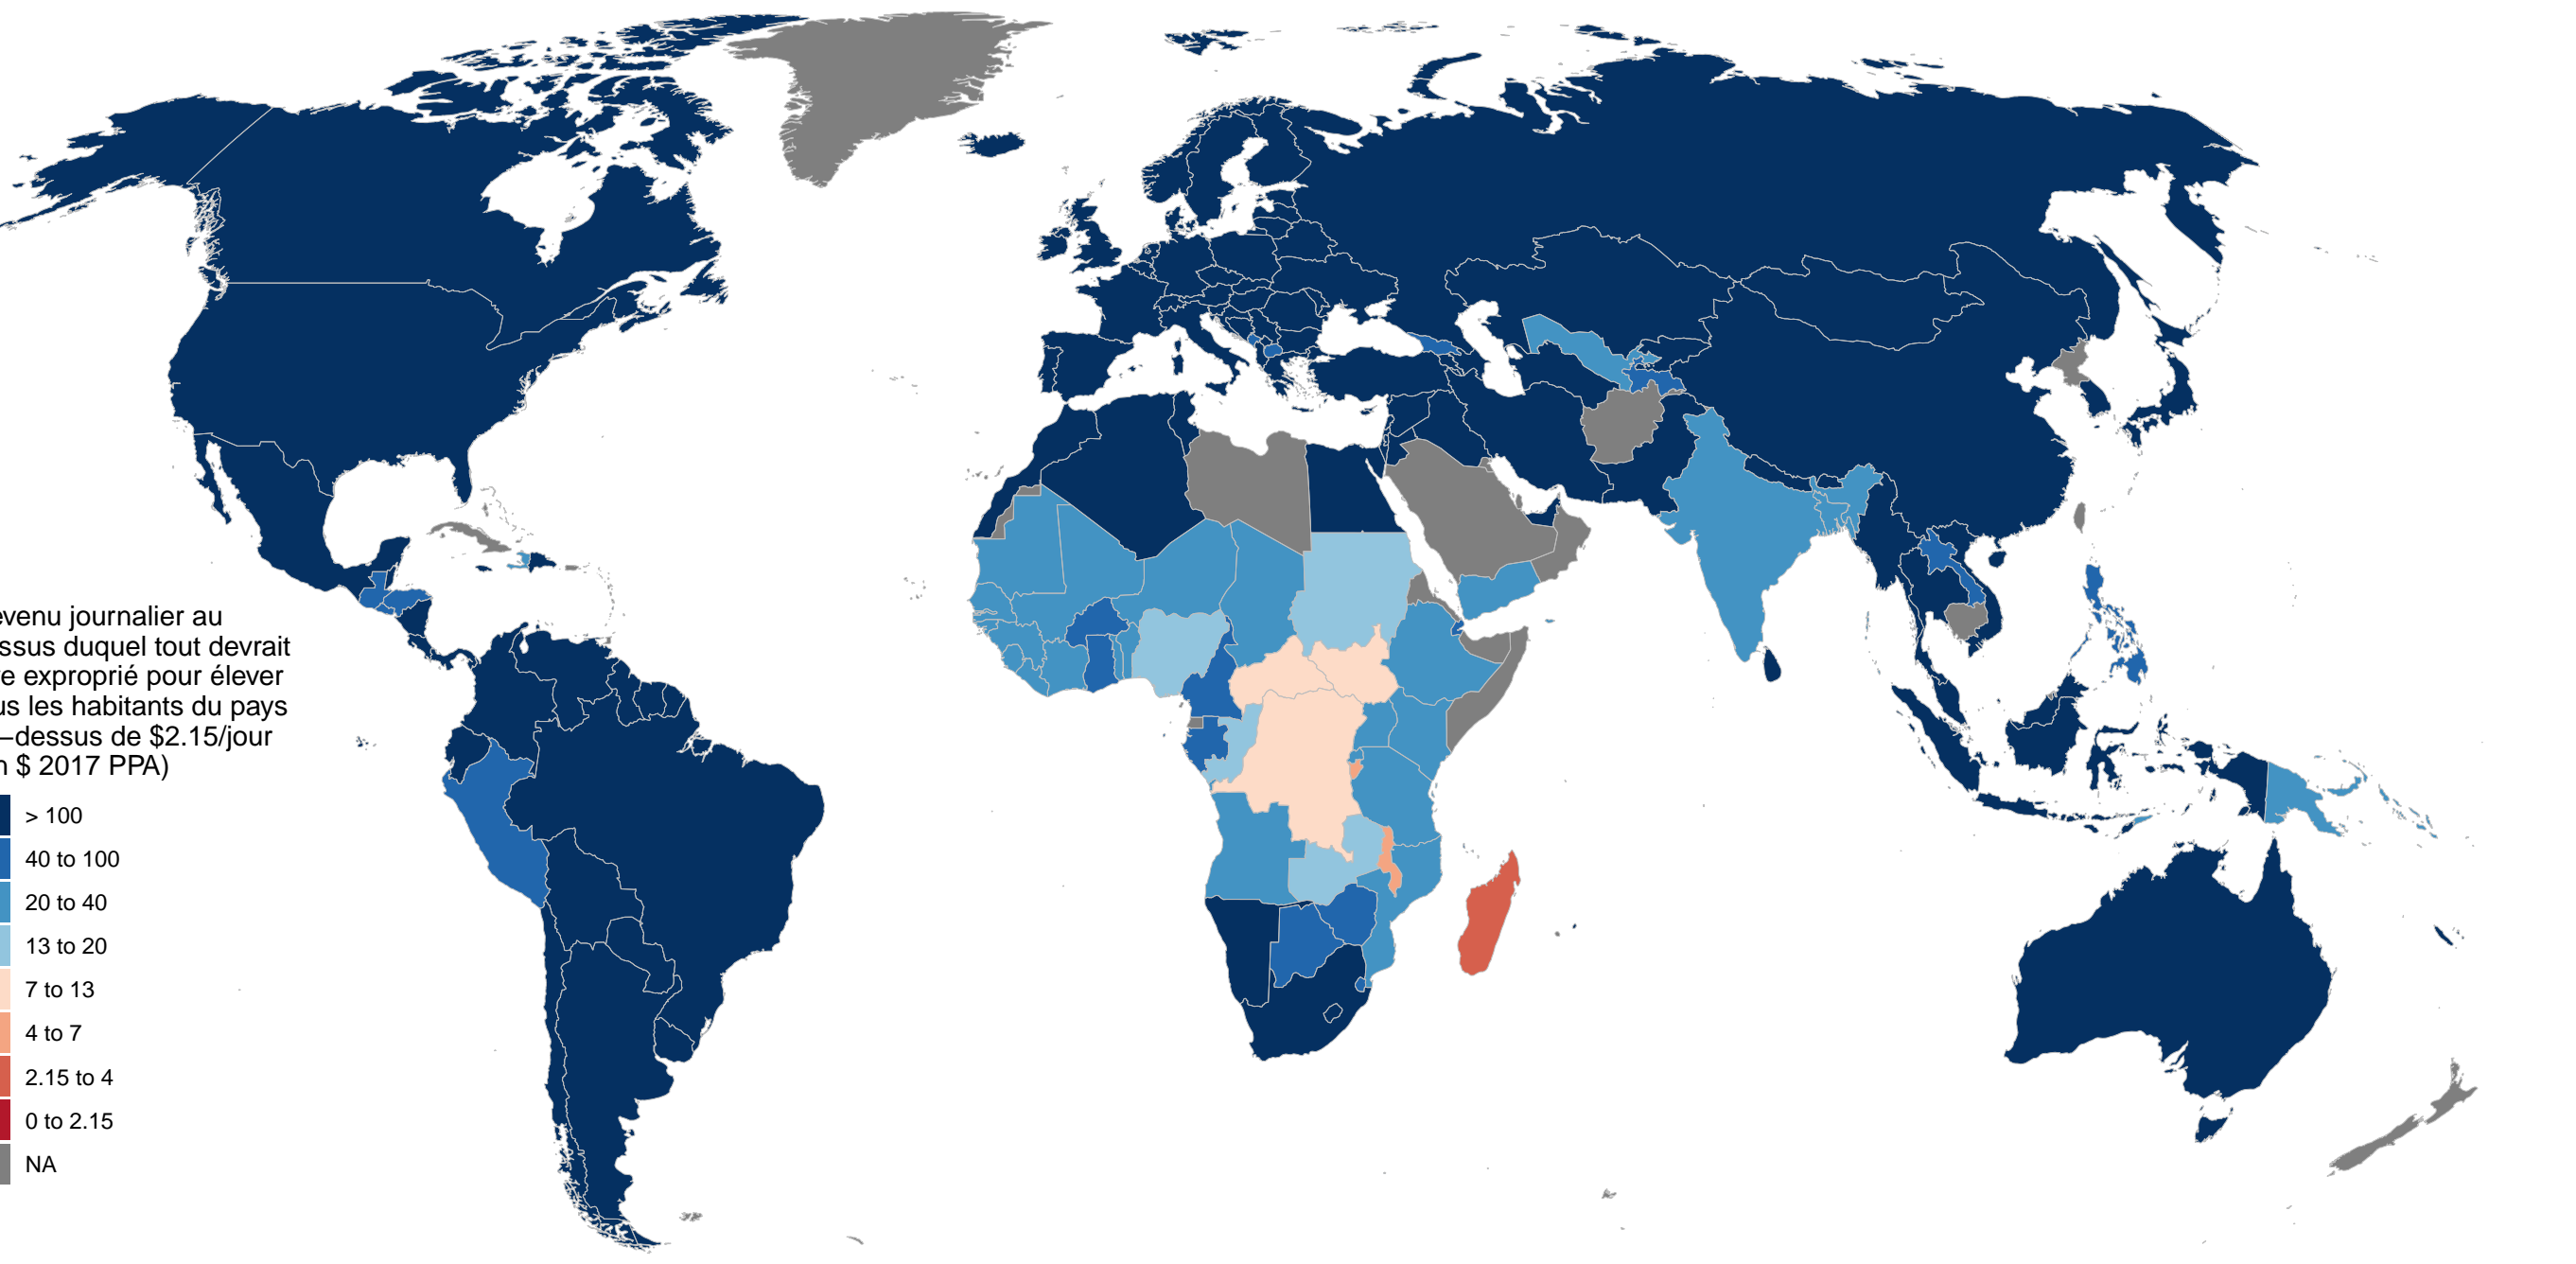 evenu journalier au
ssus duquel tout devrait
e exproprié pour élever
us les habitants du pays
–dessus de $2.15/jour
n $ 2017 PPA)
> 100
40 to 100
20 to 40
13 to 20
7 to 13
4 to 7
2.15 to 4
0 to 2.15
NA